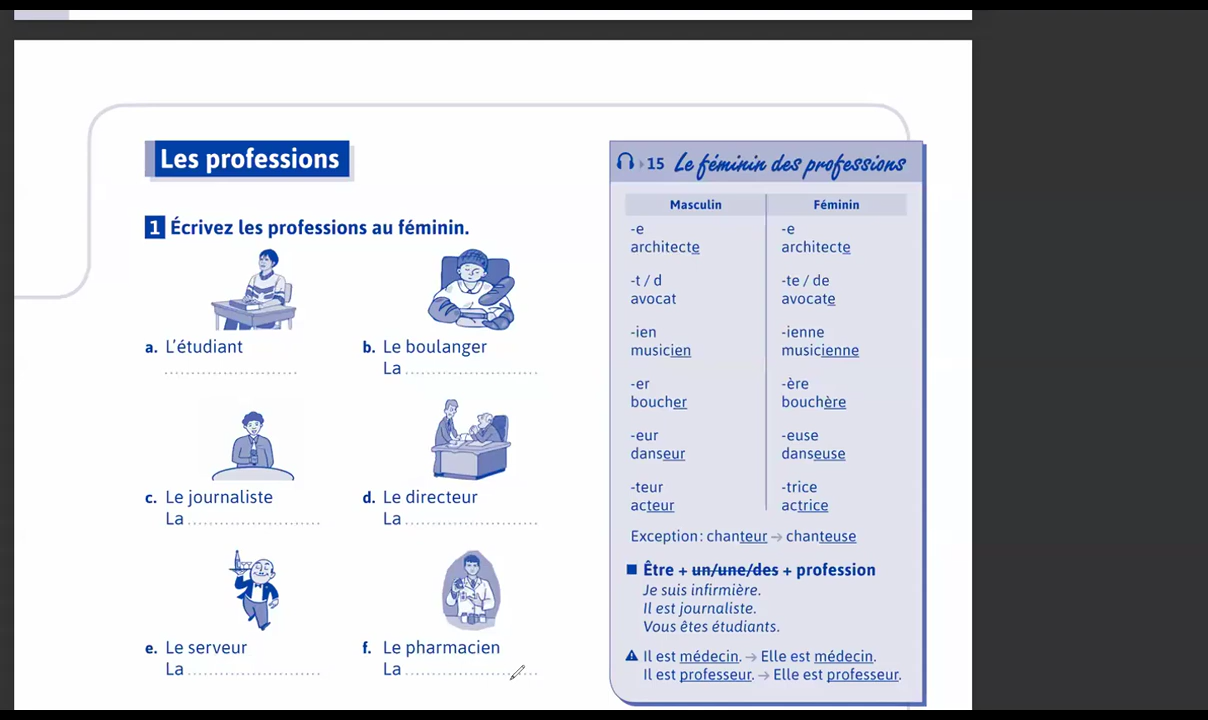 Les professions
1 Écrivez les professions au féminin.
a. L'étudiant
b. Le boulanger
La
c. Le journaliste
La
d. Le directeur
La
e. Le serveur
La
f. Le pharmacien
La
15 Le féminin des professions
Masculin Féminin
-e -e
architecte architecte
-t / d -te / de
avocat avocate
-ien -ienne
musicien musicienne
-er -ère
boucher bouchère
-eur -euse
danseur danseuse
-teur -trice
acteur actrice
Exception : chanteur → chanteuse
Être + un/une/des + profession
Je suis infirmière.
Il est journaliste.
Vous êtes étudiants.
Il est médecin. → Elle est médecin.
Il est professeur. → Elle est professeur.